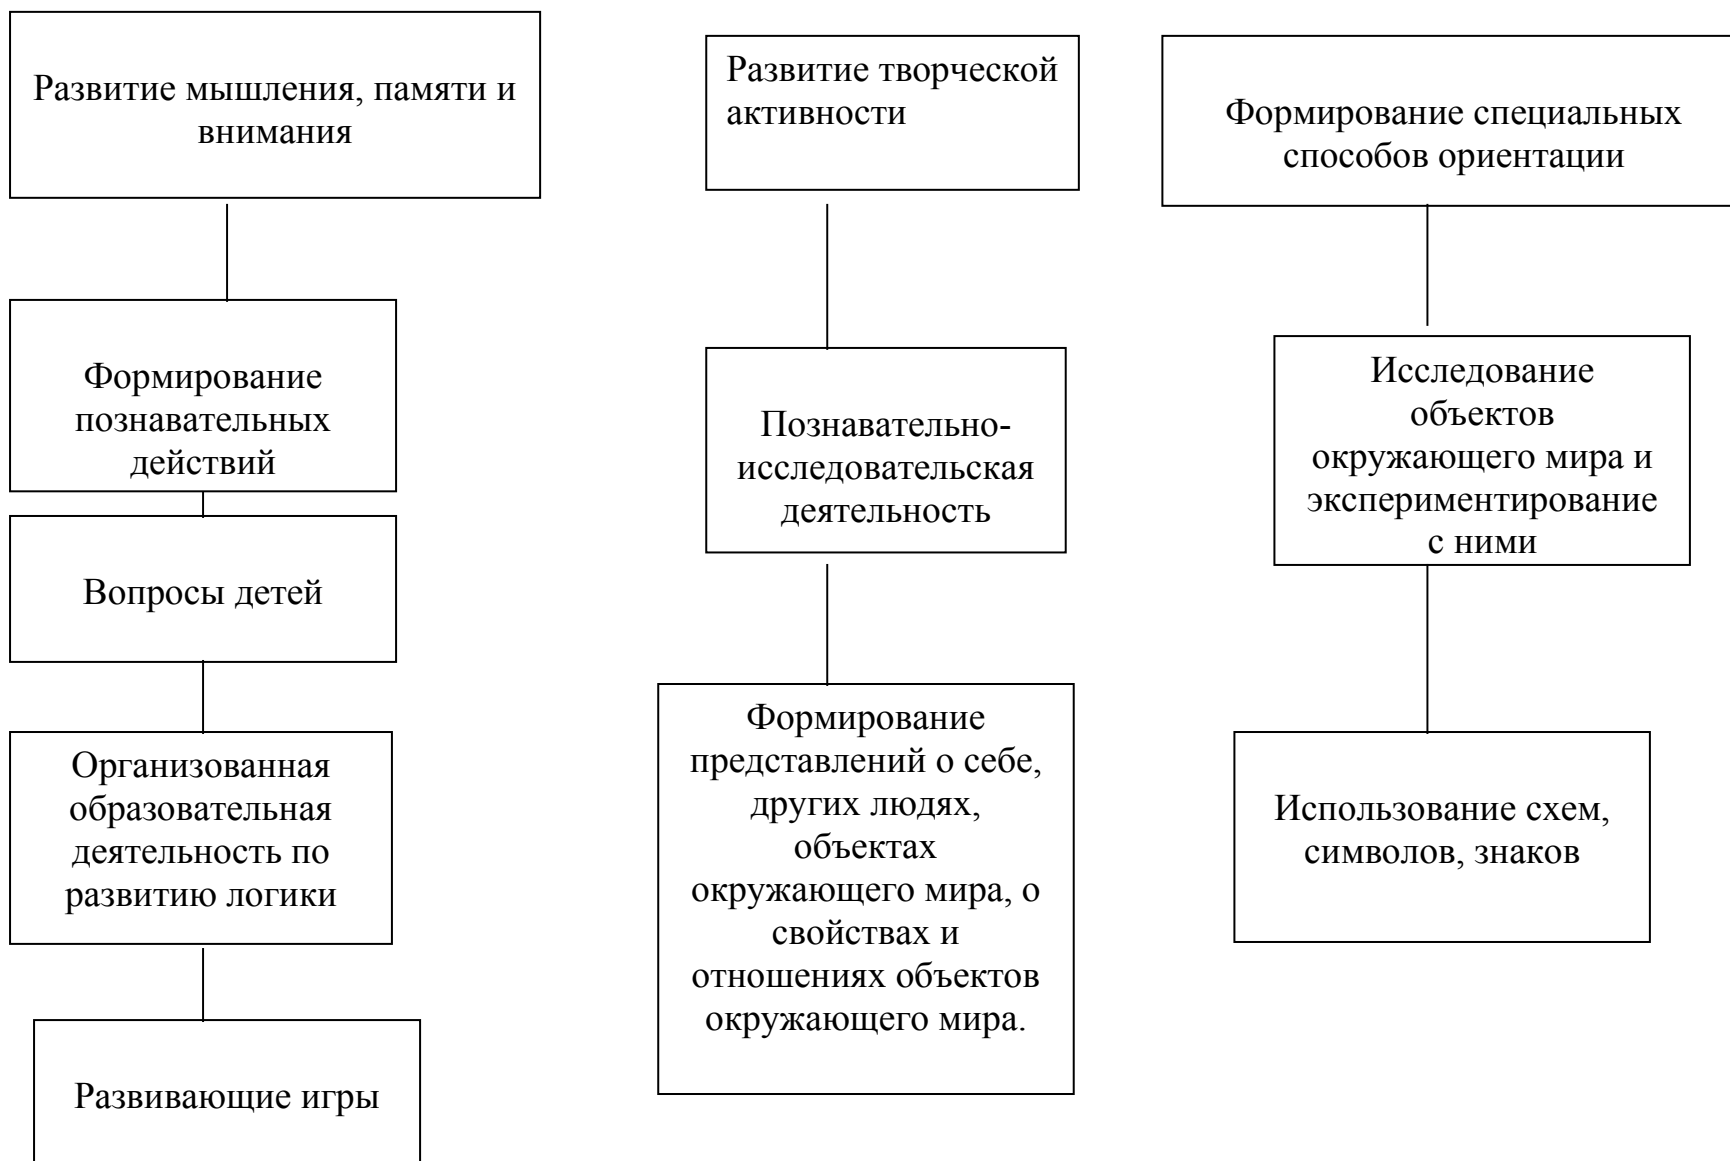 Развитие мышления, памяти и
внимания
Формирование
познавательных
действий
Вопросы детей
Организованная
образовательная
деятельность по
развитию логики
Развивающие игры
Развитие творческой
активности
Познавательно-
исследовательская
деятельность
Формирование
представлений о себе,
других людях,
объектах
окружающего мира, о
свойствах и
отношениях объектов
окружающего мира.
Формирование специальных
способов ориентации
Исследование
объектов
окружающего мира и
экспериментирование
с ними
Использование схем,
символов, знаков